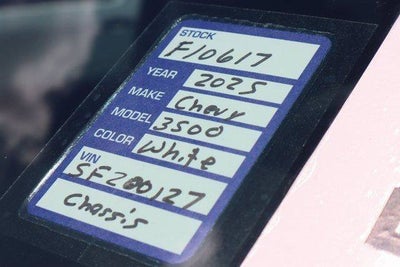 STOCK
F10617
YEAR 2025
MAKE Chevy
MODEL 3500
COLOR White
VIN
SF200127
Chassis